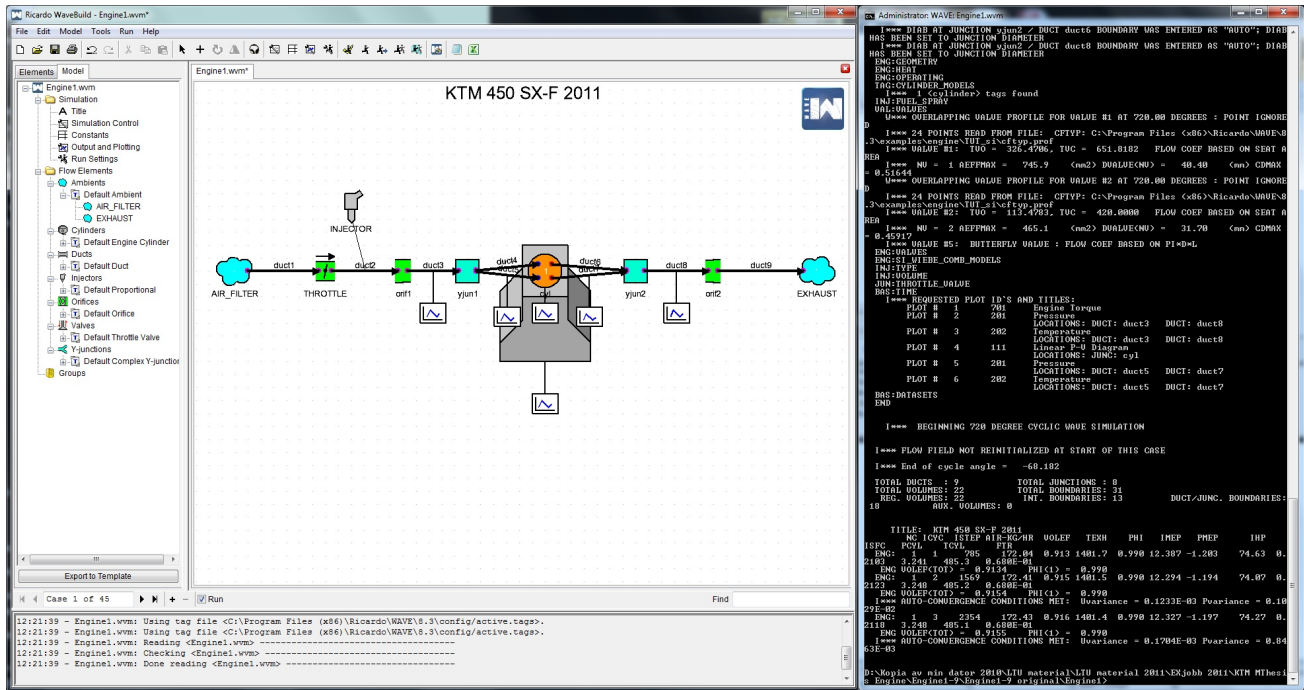 Ricardo WaveBuild - Engine1.wvm*
File Edit Model Tools Run Help
Elements Model
Engine1.wvm
Simulation
Title
Simulation Control
Constants
Output and Plotting
Run Settings
Flow Elements
Ambients
Default Ambient
AIR_FILTER
EXHAUST
Cylinders
Default Engine Cylinder
Ducts
Default Duct
Injectors
Default Proportional
Orifices
Default Orifice
Valves
Default Throttle Valve
Y-junctions
Default Complex Y-junction
Groups
Export to Template
Engine1.wvm*
KTM 450 SX-F 2011
INJECTOR
duct1 duct2 duct3 duct4 duct6 duct8 duct9
AIR_FILTER THROTTLE orif1 yjun1 cyl yjun2 orif2 EXHAUST
1
Case 1 of 45 Run Find
12:21:39 - Engine1.wvm: Using tag file <C:\Program Files (x86)\Ricardo\WAVE\8.3\config/active.tags>.
12:21:39 - Engine1.wvm: Using tag file <C:\Program Files (x86)\Ricardo\WAVE\8.3\config/active.tags>.
12:21:39 - Engine1.wvm: Reading <Engine1.wvm> -----------------------------------
12:21:39 - Engine1.wvm: Checking <Engine1.wvm> ----------------------------------
12:21:39 - Engine1.wvm: Done reading <Engine1.wvm> ------------------------------
Administrator: WAVE: Engine1.wvm
I*** DIAB AT JUNCTION yjun2 / DUCT duct6 BOUNDARY WAS ENTERED AS "AUTO"; DIAB
HAS BEEN SET TO JUNCTION DIAMETER
I*** DIAB AT JUNCTION yjun2 / DUCT duct8 BOUNDARY WAS ENTERED AS "AUTO"; DIAB
HAS BEEN SET TO JUNCTION DIAMETER
ENG:GEOMETRY
ENG:HEAT
ENG:OPERATING
TAG:CYLINDER_MODELS
I*** 1 <cylinder> tags found
INJ:FUEL_SPRAY
VAL:VALUES
W*** OVERLAPPING VALVE PROFILE FOR VALVE #1 AT 720.00 DEGREES : POINT IGNORE
D
I*** 24 POINTS READ FROM FILE: CFTYP: C:\Program Files (x86)\Ricardo\WAVE\8
.3\examples\engine\TUT_si\cftyp.prof
I*** VALVE #1: TVO = 326.4706, TVC = 651.8182 FLOW COEF BASED ON SEAT A
REA
I*** NV = 1 AEFFMAX = 745.9 (mm2) DVALVE(NV) = 40.40 (mm) CDMAX
= 0.51644
W*** OVERLAPPING VALVE PROFILE FOR VALVE #2 AT 720.00 DEGREES : POINT IGNORE
D
I*** 24 POINTS READ FROM FILE: CFTYP: C:\Program Files (x86)\Ricardo\WAVE\8
.3\examples\engine\TUT_si\cftyp.prof
I*** VALVE #2: TVO = 113.4783, TVC = 420.0000 FLOW COEF BASED ON SEAT A
REA
I*** NV = 2 AEFFMAX = 465.1 (mm2) DVALVE(NV) = 31.70 (mm) CDMAX
= 0.45917
I*** VALVE #5: BUTTERFLY VALVE : FLOW COEF BASED ON PI*D*L
ENG:VALVES
ENG:SI_WIEBE_COMB_MODELS
INJ:TYPE
INJ:VOLUME
JUN:THROTTLE_VALVE
BAS:TIME
I*** REQUESTED PLOT ID`S AND TITLES:
PLOT # 1 701 Engine Torque
PLOT # 2 201 Pressure
LOCATIONS: DUCT: duct3 DUCT: duct8
PLOT # 3 202 Temperature
LOCATIONS: DUCT: duct3 DUCT: duct8
PLOT # 4 111 Linear P-V Diagram
LOCATIONS: JUNC: cyl
PLOT # 5 201 Pressure
LOCATIONS: DUCT: duct5 DUCT: duct7
PLOT # 6 202 Temperature
LOCATIONS: DUCT: duct5 DUCT: duct7
BAS:DATASETS
END
I*** BEGINNING 720 DEGREE CYCLIC WAVE SIMULATION
I*** FLOW FIELD NOT REINITIALIZED AT START OF THIS CASE
I*** End of cycle angle = -68.182
TOTAL DUCTS : 9 TOTAL JUNCTIONS : 8
TOTAL VOLUMES: 22 TOTAL BOUNDARIES: 31
REG. VOLUMES: 22 INT. BOUNDARIES: 13 DUCT/JUNC. BOUNDARIES:
18 AUX. VOLUMES: 0
TITLE: KTM 450 SX-F 2011
NC ICYC ISTEP AIR-KG/HR VOLEF TEXH PHI IMEP PMEP IHP
ISFC PCYL TCYL FTR
ENG: 1 1 785 172.04 0.913 1401.7 0.990 12.387 -1.203 74.63 0.
2103 3.241 485.3 0.680E-01
ENG VOLEF(TOT) = 0.9134 PHI(1) = 0.990
ENG: 1 2 1569 172.41 0.915 1401.5 0.990 12.294 -1.194 74.07 0.
2123 3.248 485.2 0.680E-01
ENG VOLEF(TOT) = 0.9154 PHI(1) = 0.990
I*** AUTO-CONVERGENCE CONDITIONS MET: Uvariance = 0.1233E-03 Pvariance = 0.10
29E-02
ENG: 1 3 2354 172.43 0.916 1401.4 0.990 12.327 -1.197 74.27 0.
2118 3.248 485.1 0.680E-01
ENG VOLEF(TOT) = 0.9155 PHI(1) = 0.990
I*** AUTO-CONVERGENCE CONDITIONS MET: Uvariance = 0.1704E-03 Pvariance = 0.84
63E-03
D:\Kopia av min dator 2010\LTU material\LTU material 2011\EXjobb 2011\KTM MThesi
s Engine\Engine1-9\Engine1-9 original\Engine1>